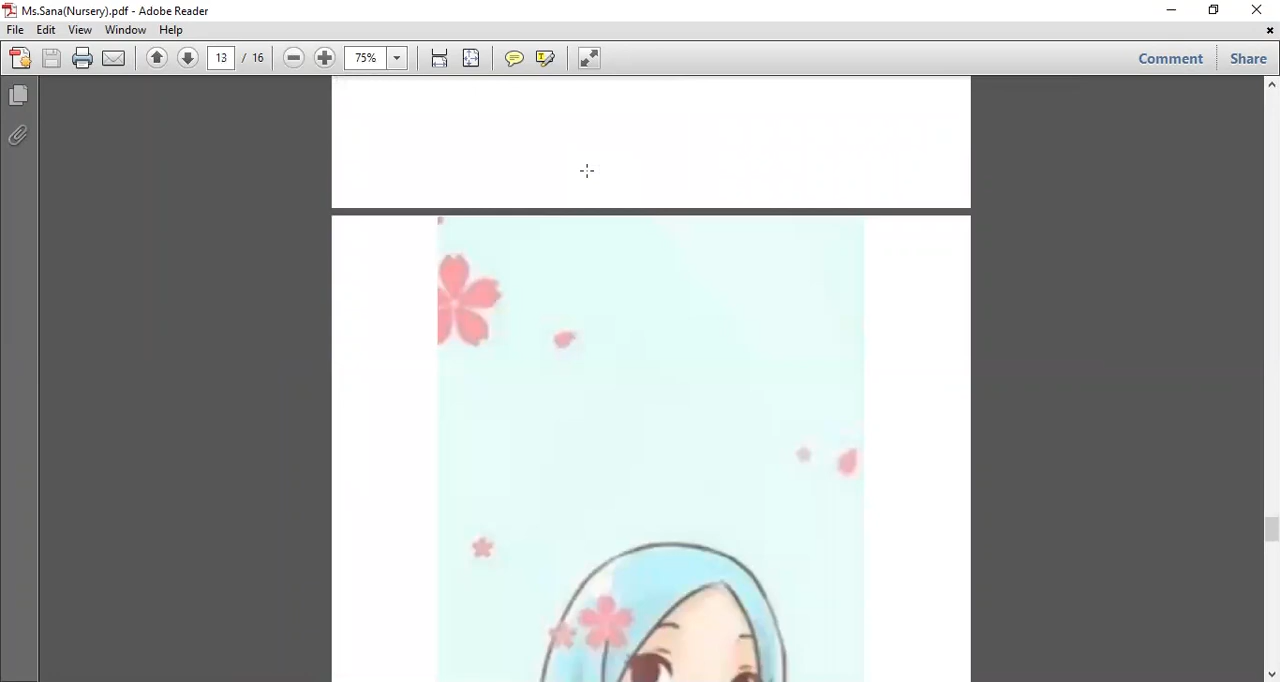 Ms.Sana(Nursery).pdf - Adobe Reader
File Edit View Window Help
13 / 16 75% Comment Share